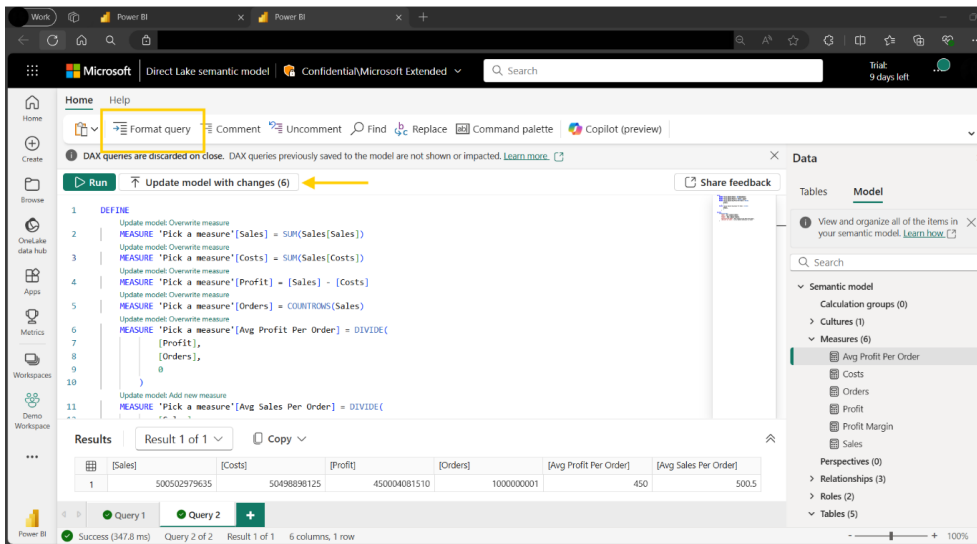 Work
Power BI
Power BI
Microsoft
Direct Lake semantic model
Confidential\Microsoft Extended
Search
Trial:
9 days left
Home
Create
Browse
OneLake
data hub
Apps
Metrics
Workspaces
Demo
Workspace
Power BI
Home Help
Format query Comment Uncomment Find Replace Command palette Copilot (preview)
DAX queries are discarded on close. DAX queries previously saved to the model are not shown or impacted. Learn more
Run Update model with changes (6) Share feedback
1 DEFINE
Update model: Overwrite measure
2 MEASURE 'Pick a measure'[Sales] = SUM(Sales[Sales])
Update model: Overwrite measure
3 MEASURE 'Pick a measure'[Costs] = SUM(Sales[Costs])
Update model: Overwrite measure
4 MEASURE 'Pick a measure'[Profit] = [Sales] - [Costs]
Update model: Overwrite measure
5 MEASURE 'Pick a measure'[Orders] = COUNTROWS(Sales)
Update model: Overwrite measure
6 MEASURE 'Pick a measure'[Avg Profit Per Order] = DIVIDE(
7 [Profit],
8 [Orders],
9 0
10 )
Update model: Add new measure
11 MEASURE 'Pick a measure'[Avg Sales Per Order] = DIVIDE(
Results Result 1 of 1 Copy
[Sales] [Costs] [Profit] [Orders] [Avg Profit Per Order] [Avg Sales Per Order]
1 500502979635 50498898125 450004081510 1000000001 450 500.5
Query 1 Query 2 +
Success (347.8 ms) Query 2 of 2 Result 1 of 1 6 columns, 1 row
Data
Tables Model
View and organize all of the items in
your semantic model. Learn how
Search
Semantic model
Calculation groups (0)
Cultures (1)
Measures (6)
Avg Profit Per Order
Costs
Orders
Profit
Profit Margin
Sales
Perspectives (0)
Relationships (3)
Roles (2)
Tables (5)
- + 100%